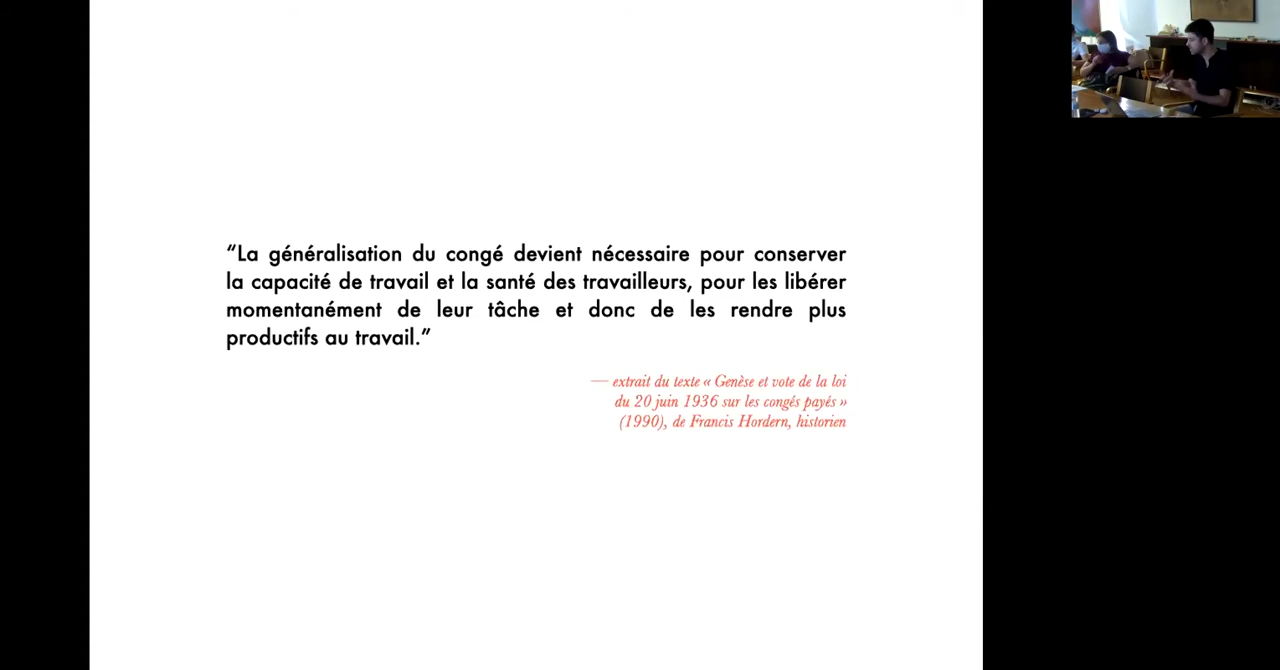 “La généralisation du congé devient nécessaire pour conserver
la capacité de travail et la santé des travailleurs, pour les libérer
momentanément de leur tâche et donc de les rendre plus
productifs au travail.”
— extrait du texte « Genèse et vote de la loi
du 20 juin 1936 sur les congés payés »
(1990), de Francis Hordern, historien